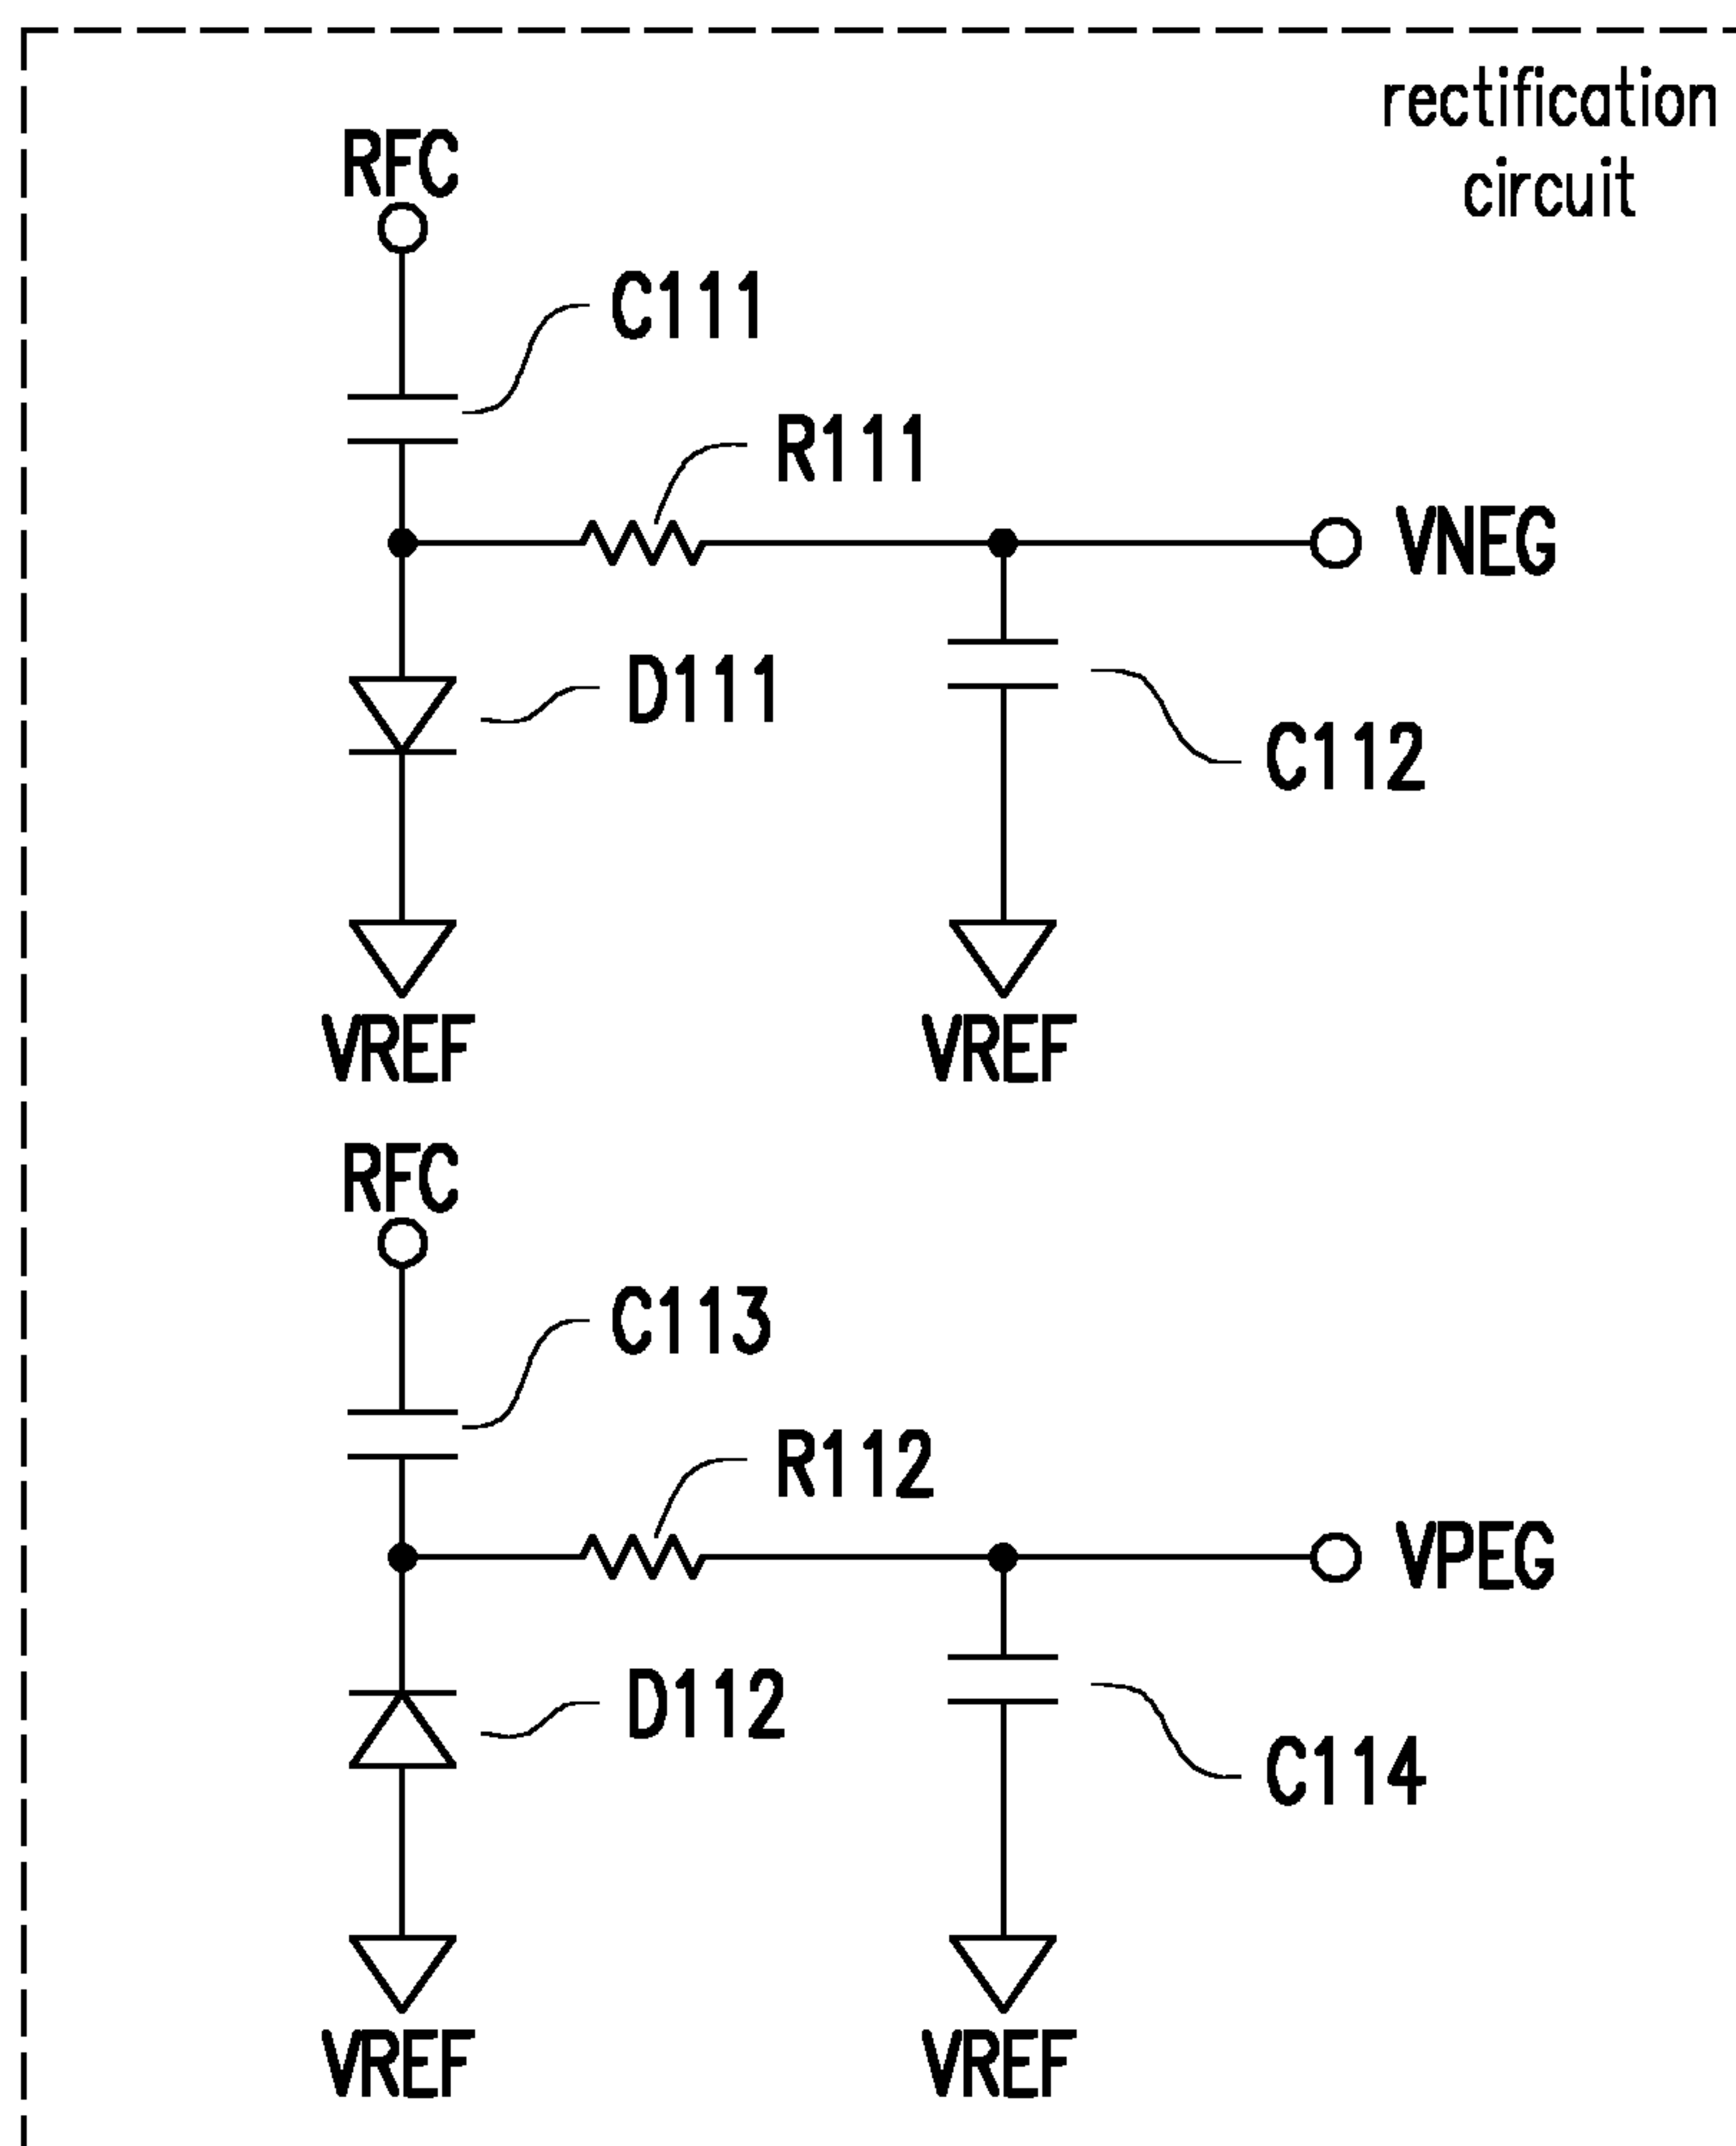 rectification
circuit
RFC
C111
R111
VNEG
D111
C112
VREF
VREF
RFC
C113
R112
VPEG
D112
C114
VREF
VREF